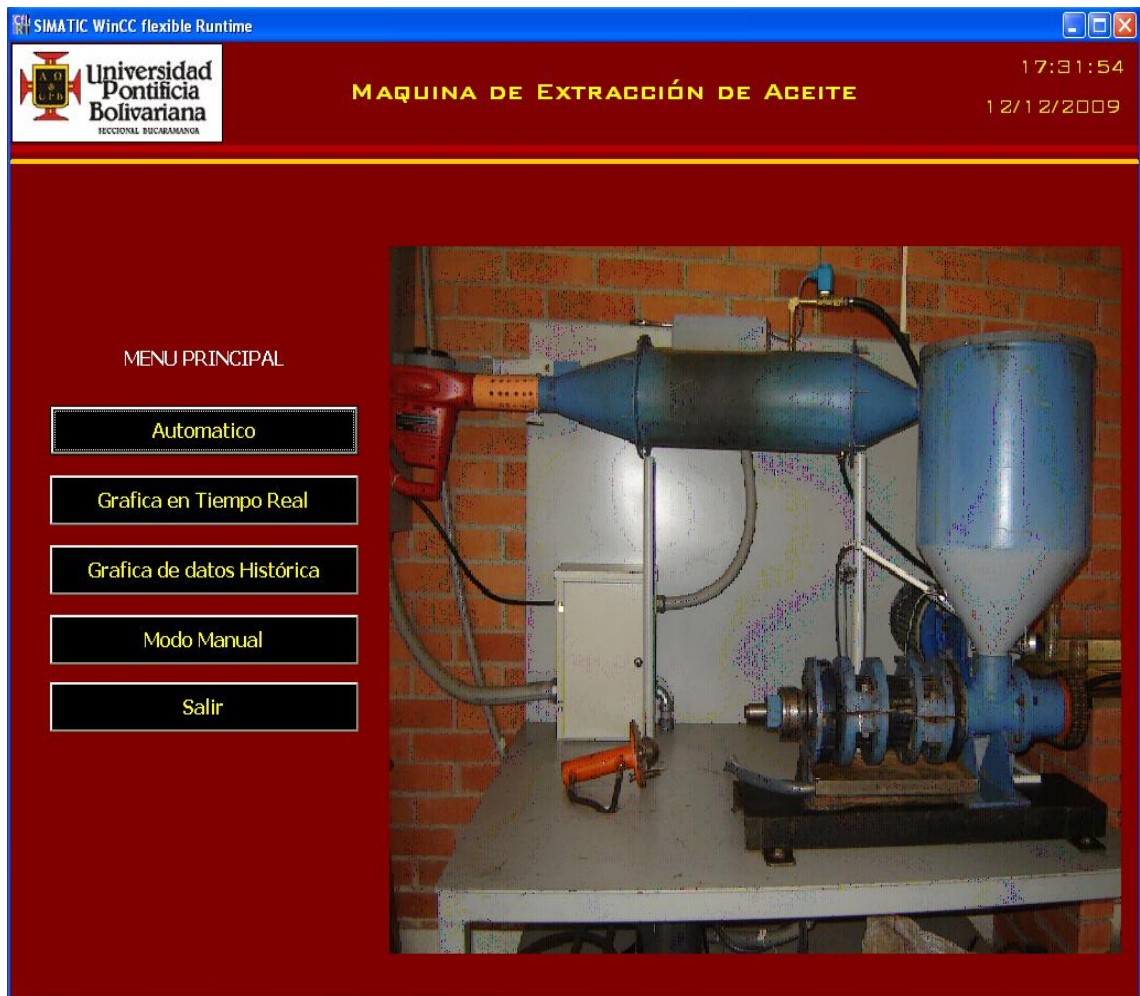 SIMATIC WinCC flexible Runtime
Universidad
Pontificia
Bolivariana
SECCIONAL BUCARAMANGA
MAQUINA DE EXTRACCIÓN DE ACEITE
17:31:54
12/12/2009
MENU PRINCIPAL
Automatico
Grafica en Tiempo Real
Grafica de datos Histórica
Modo Manual
Salir